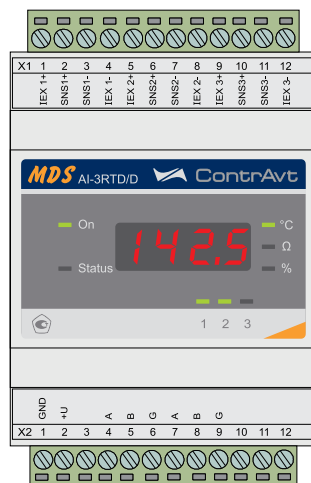 X1 1 2 3 4 5 6 7 8 9 10 11 12
IEX 1+ SNS1+ SNS1- IEX 1- IEX 2+ SNS2+ SNS2- IEX 2- IEX 3+ SNS3+ SNS3- IEX 3-
MDS AI-3RTD/D ContrAvt
On 142.5 °C
Ω
Status %
1 2 3
GND +U A B G A B G
X2 1 2 3 4 5 6 7 8 9 10 11 12